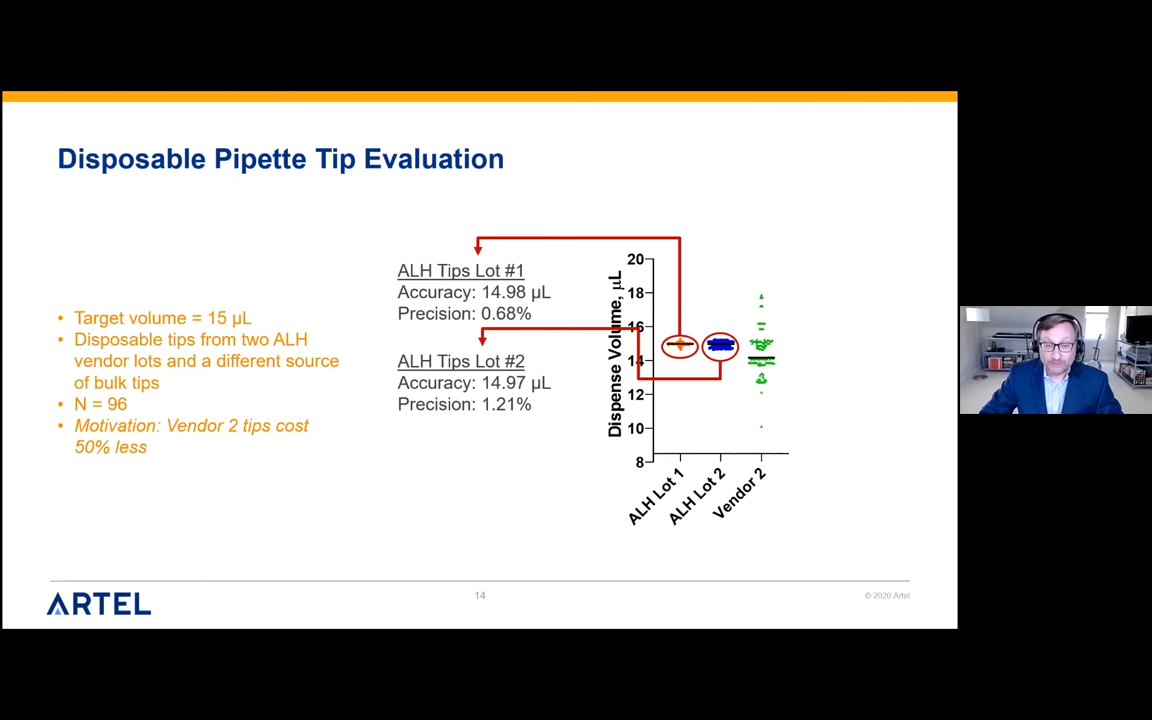 Disposable Pipette Tip Evaluation
• Target volume = 15 µL
• Disposable tips from two ALH
vendor lots and a different source
of bulk tips
• N = 96
• Motivation: Vendor 2 tips cost
50% less
ALH Tips Lot #1
Accuracy: 14.98 µL
Precision: 0.68%
ALH Tips Lot #2
Accuracy: 14.97 µL
Precision: 1.21%
Dispense Volume, µL
20
18
16
14
12
10
8
ALH Lot 1
ALH Lot 2
Vendor 2
ARTEL
14
© 2020 Artel